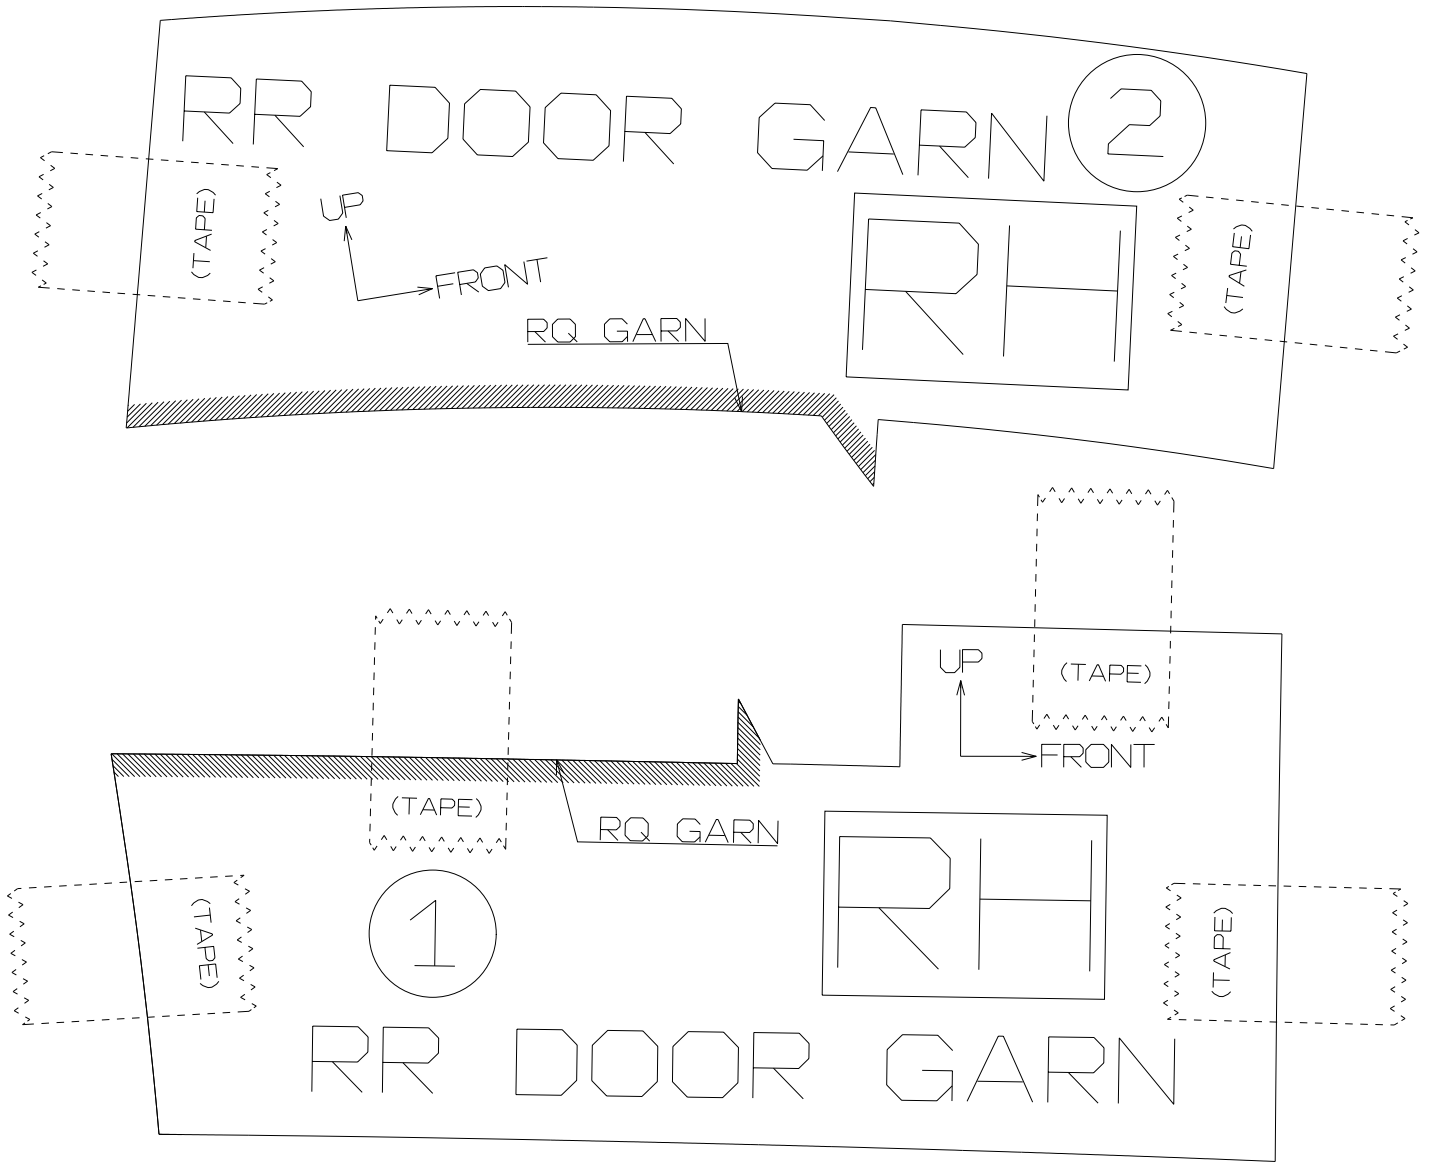 RR DOOR GARN 2
(TAPE)
UP
FRONT
RH
(TAPE)
RQ GARN
UP
(TAPE)
FRONT
(TAPE)
RQ GARN
RH
(TAPE)
1
(TAPE)
RR DOOR GARN